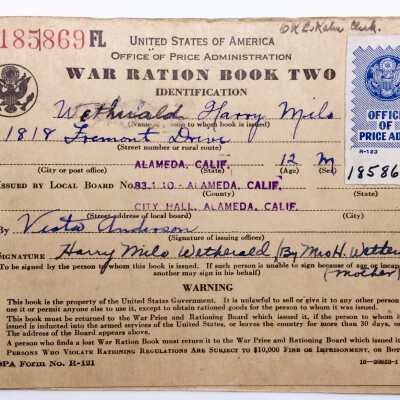 185869 FL
UNITED STATES OF AMERICA
OFFICE OF PRICE ADMINISTRATION
WAR RATION BOOK TWO
IDENTIFICATION
OFFICE
OF
PRICE ADM
R-123
18586
Wetherald Harry Milo
(Name of person to whom book is issued)
1818 Fremont Drive
(Street number or rural route)
ALAMEDA, CALIF. 12 M
(City or post office) (State) (Age) (Sex)
ISSUED BY LOCAL BOARD NO. 83.1.10 - ALAMEDA, CALIF.
(County)
CITY HALL, ALAMEDA, CALIF.
(Street address of local board)
By Viata Anderson
(Signature of issuing officer)
SIGNATURE Harry Milo Wetherald (By Mrs H. Wether
(To be signed by the person to whom this book is issued. If such person is unable to sign because of age or incap
another may sign in his behalf) (Mother)
WARNING
This book is the property of the United States Government. It is unlawful to sell or give it to any other person
use it or permit anyone else to use it, except to obtain rationed goods for the person to whom it was issued.
This book must be returned to the War Price and Rationing Board which issued it, if the person to whom it
issued is inducted into the armed services of the United States, or leaves the country for more than 30 days, o
The address of the Board appears above.
A person who finds a lost War Ration Book must return it to the War Price and Rationing Board which issued it
PERSONS WHO VIOLATE RATIONING REGULATIONS ARE SUBJECT TO $10,000 FINE OR IMPRISONMENT, OR BOT
OPA Form No. R-121